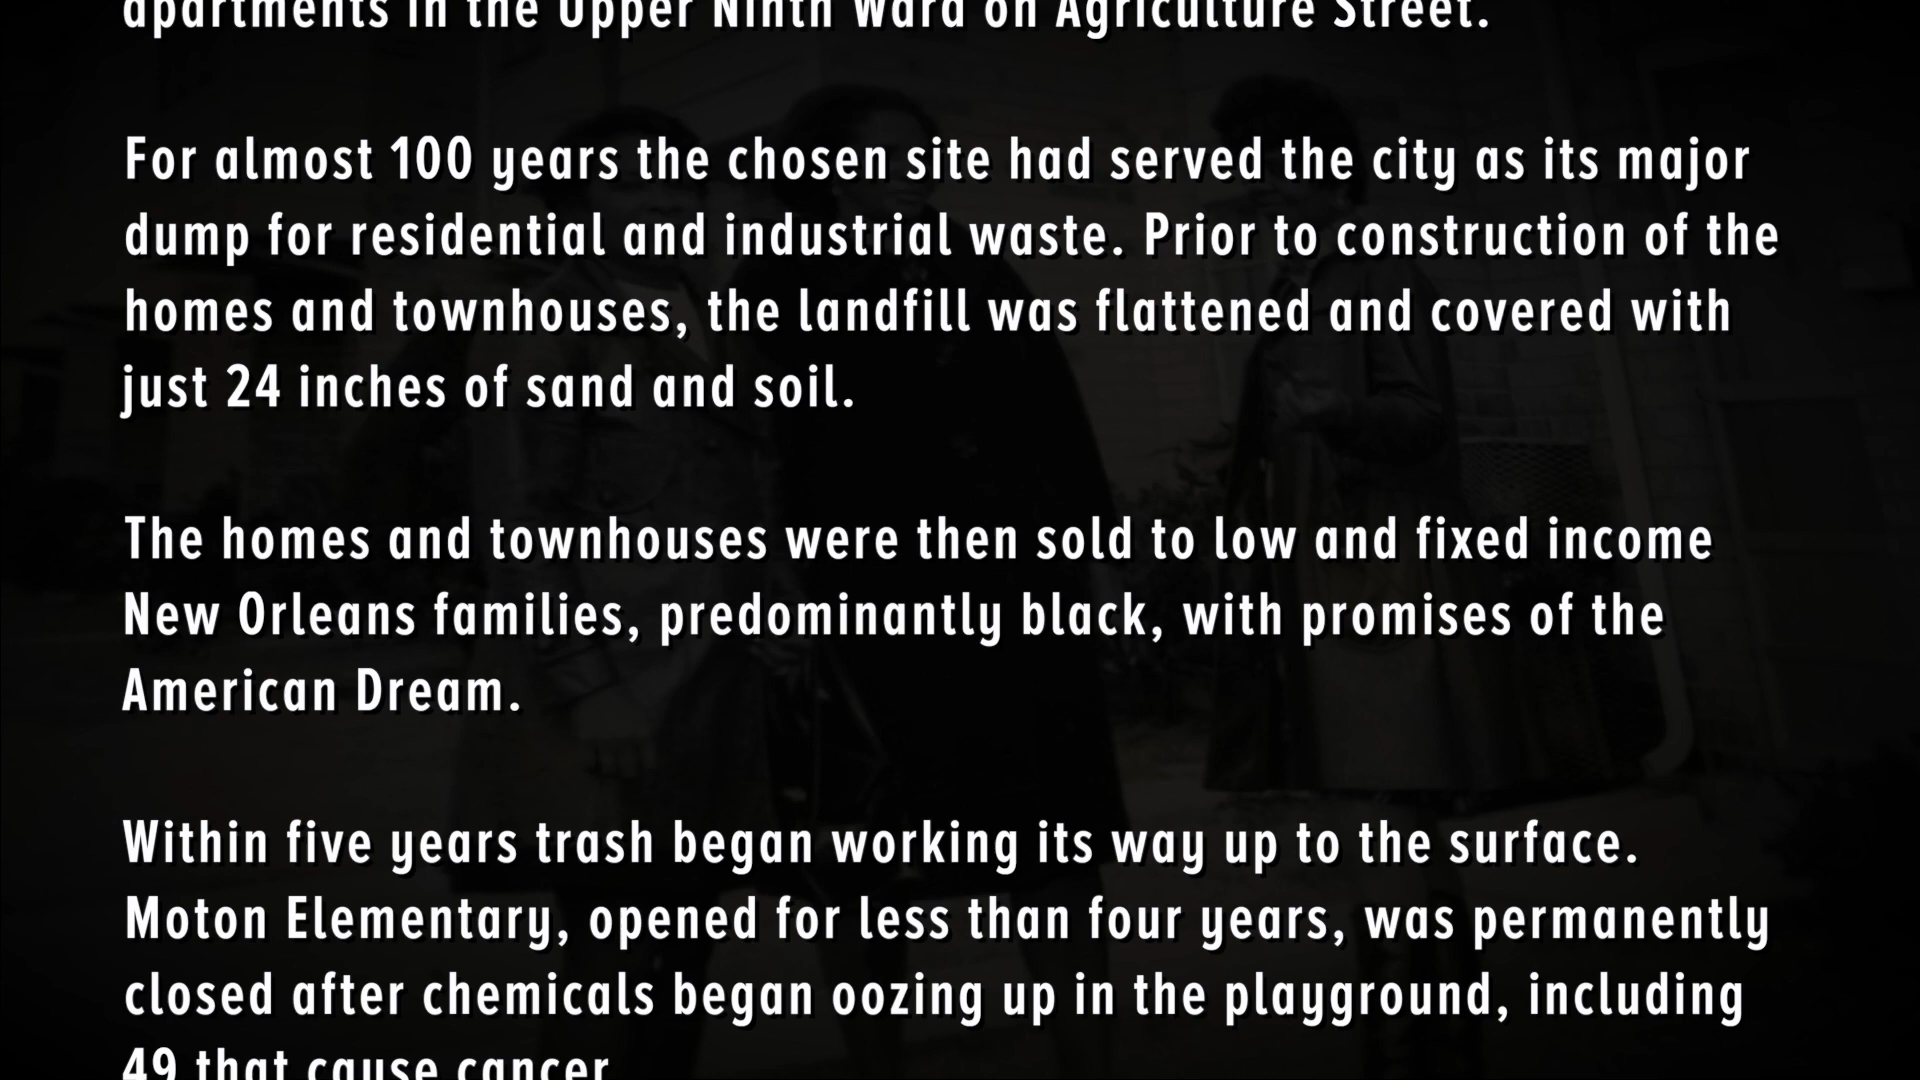 apartments in the Upper Ninth Ward on Agriculture Street.
For almost 100 years the chosen site had served the city as its major
dump for residential and industrial waste. Prior to construction of the
homes and townhouses, the landfill was flattened and covered with
just 24 inches of sand and soil.
The homes and townhouses were then sold to low and fixed income
New Orleans families, predominantly black, with promises of the
American Dream.
Within five years trash began working its way up to the surface.
Moton Elementary, opened for less than four years, was permanently
closed after chemicals began oozing up in the playground, including
49 that cause cancer